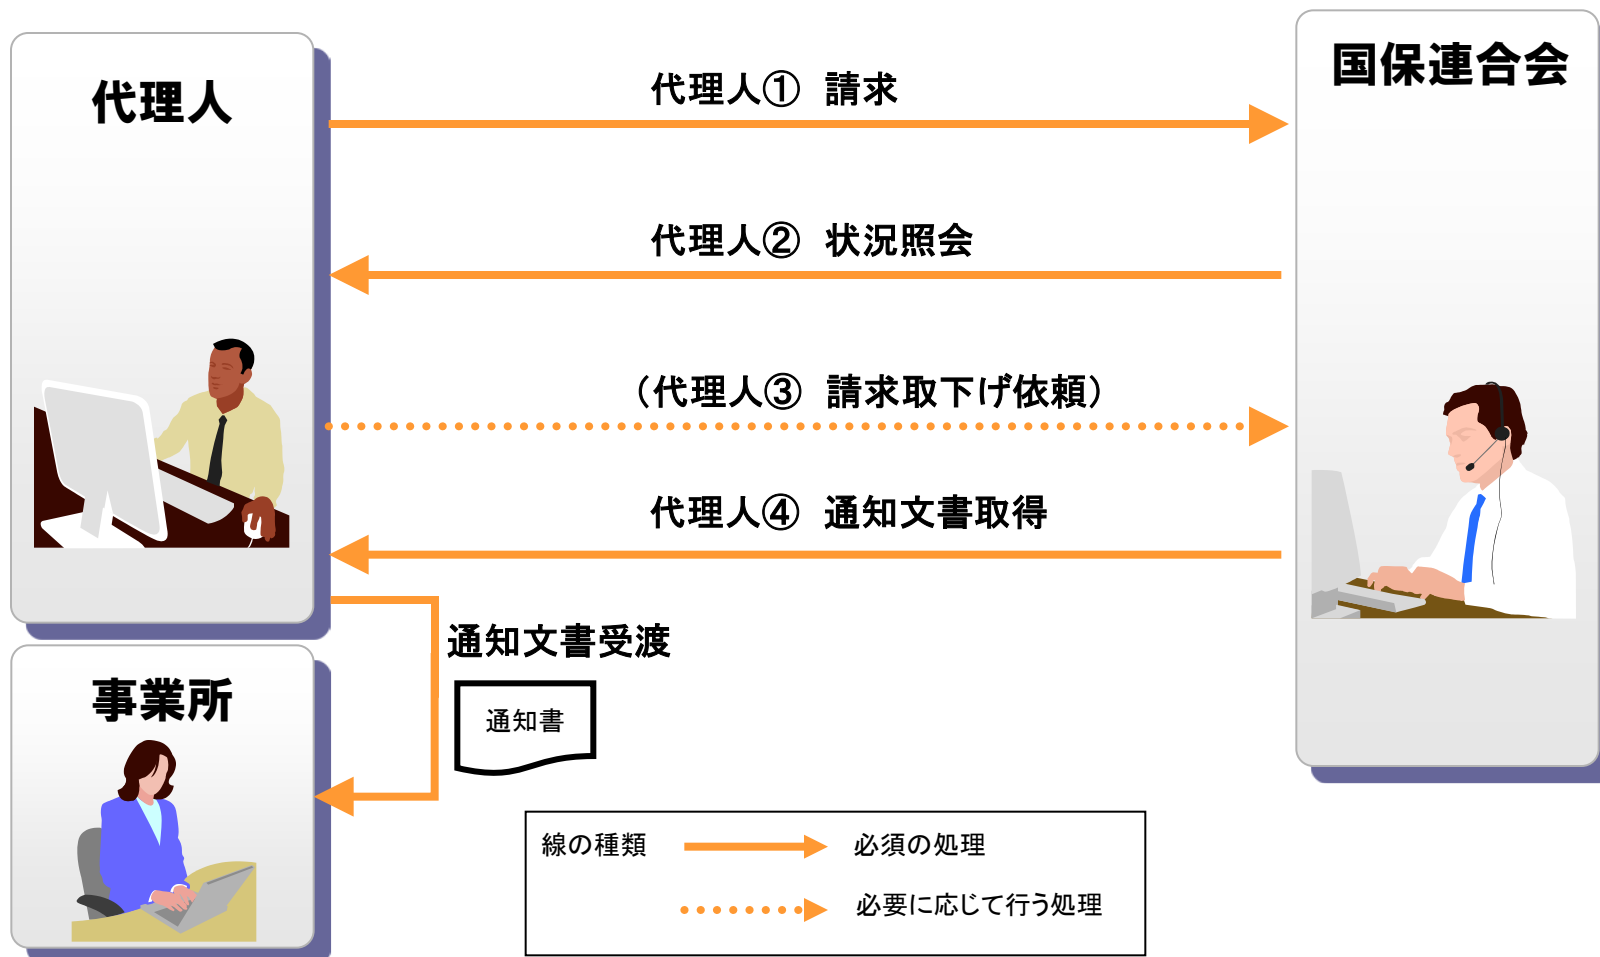 代理人
国保連合会
代理人① 請求
代理人② 状況照会
（代理人③ 請求取下げ依頼）
代理人④ 通知文書取得
通知文書受渡
通知書
事業所
線の種類 必須の処理
必要に応じて行う処理